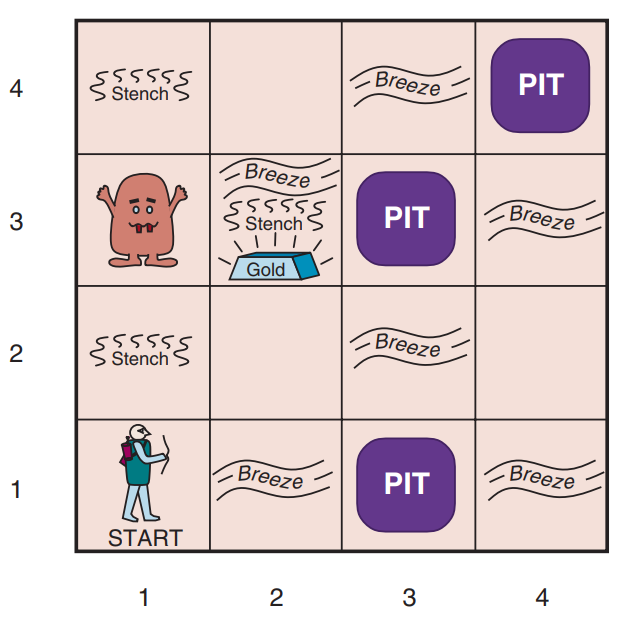 4
Stench
Breeze
PIT
3
Breeze
Stench
Gold
PIT
Breeze
2
Stench
Breeze
1
START
Breeze
PIT
Breeze
1
2
3
4